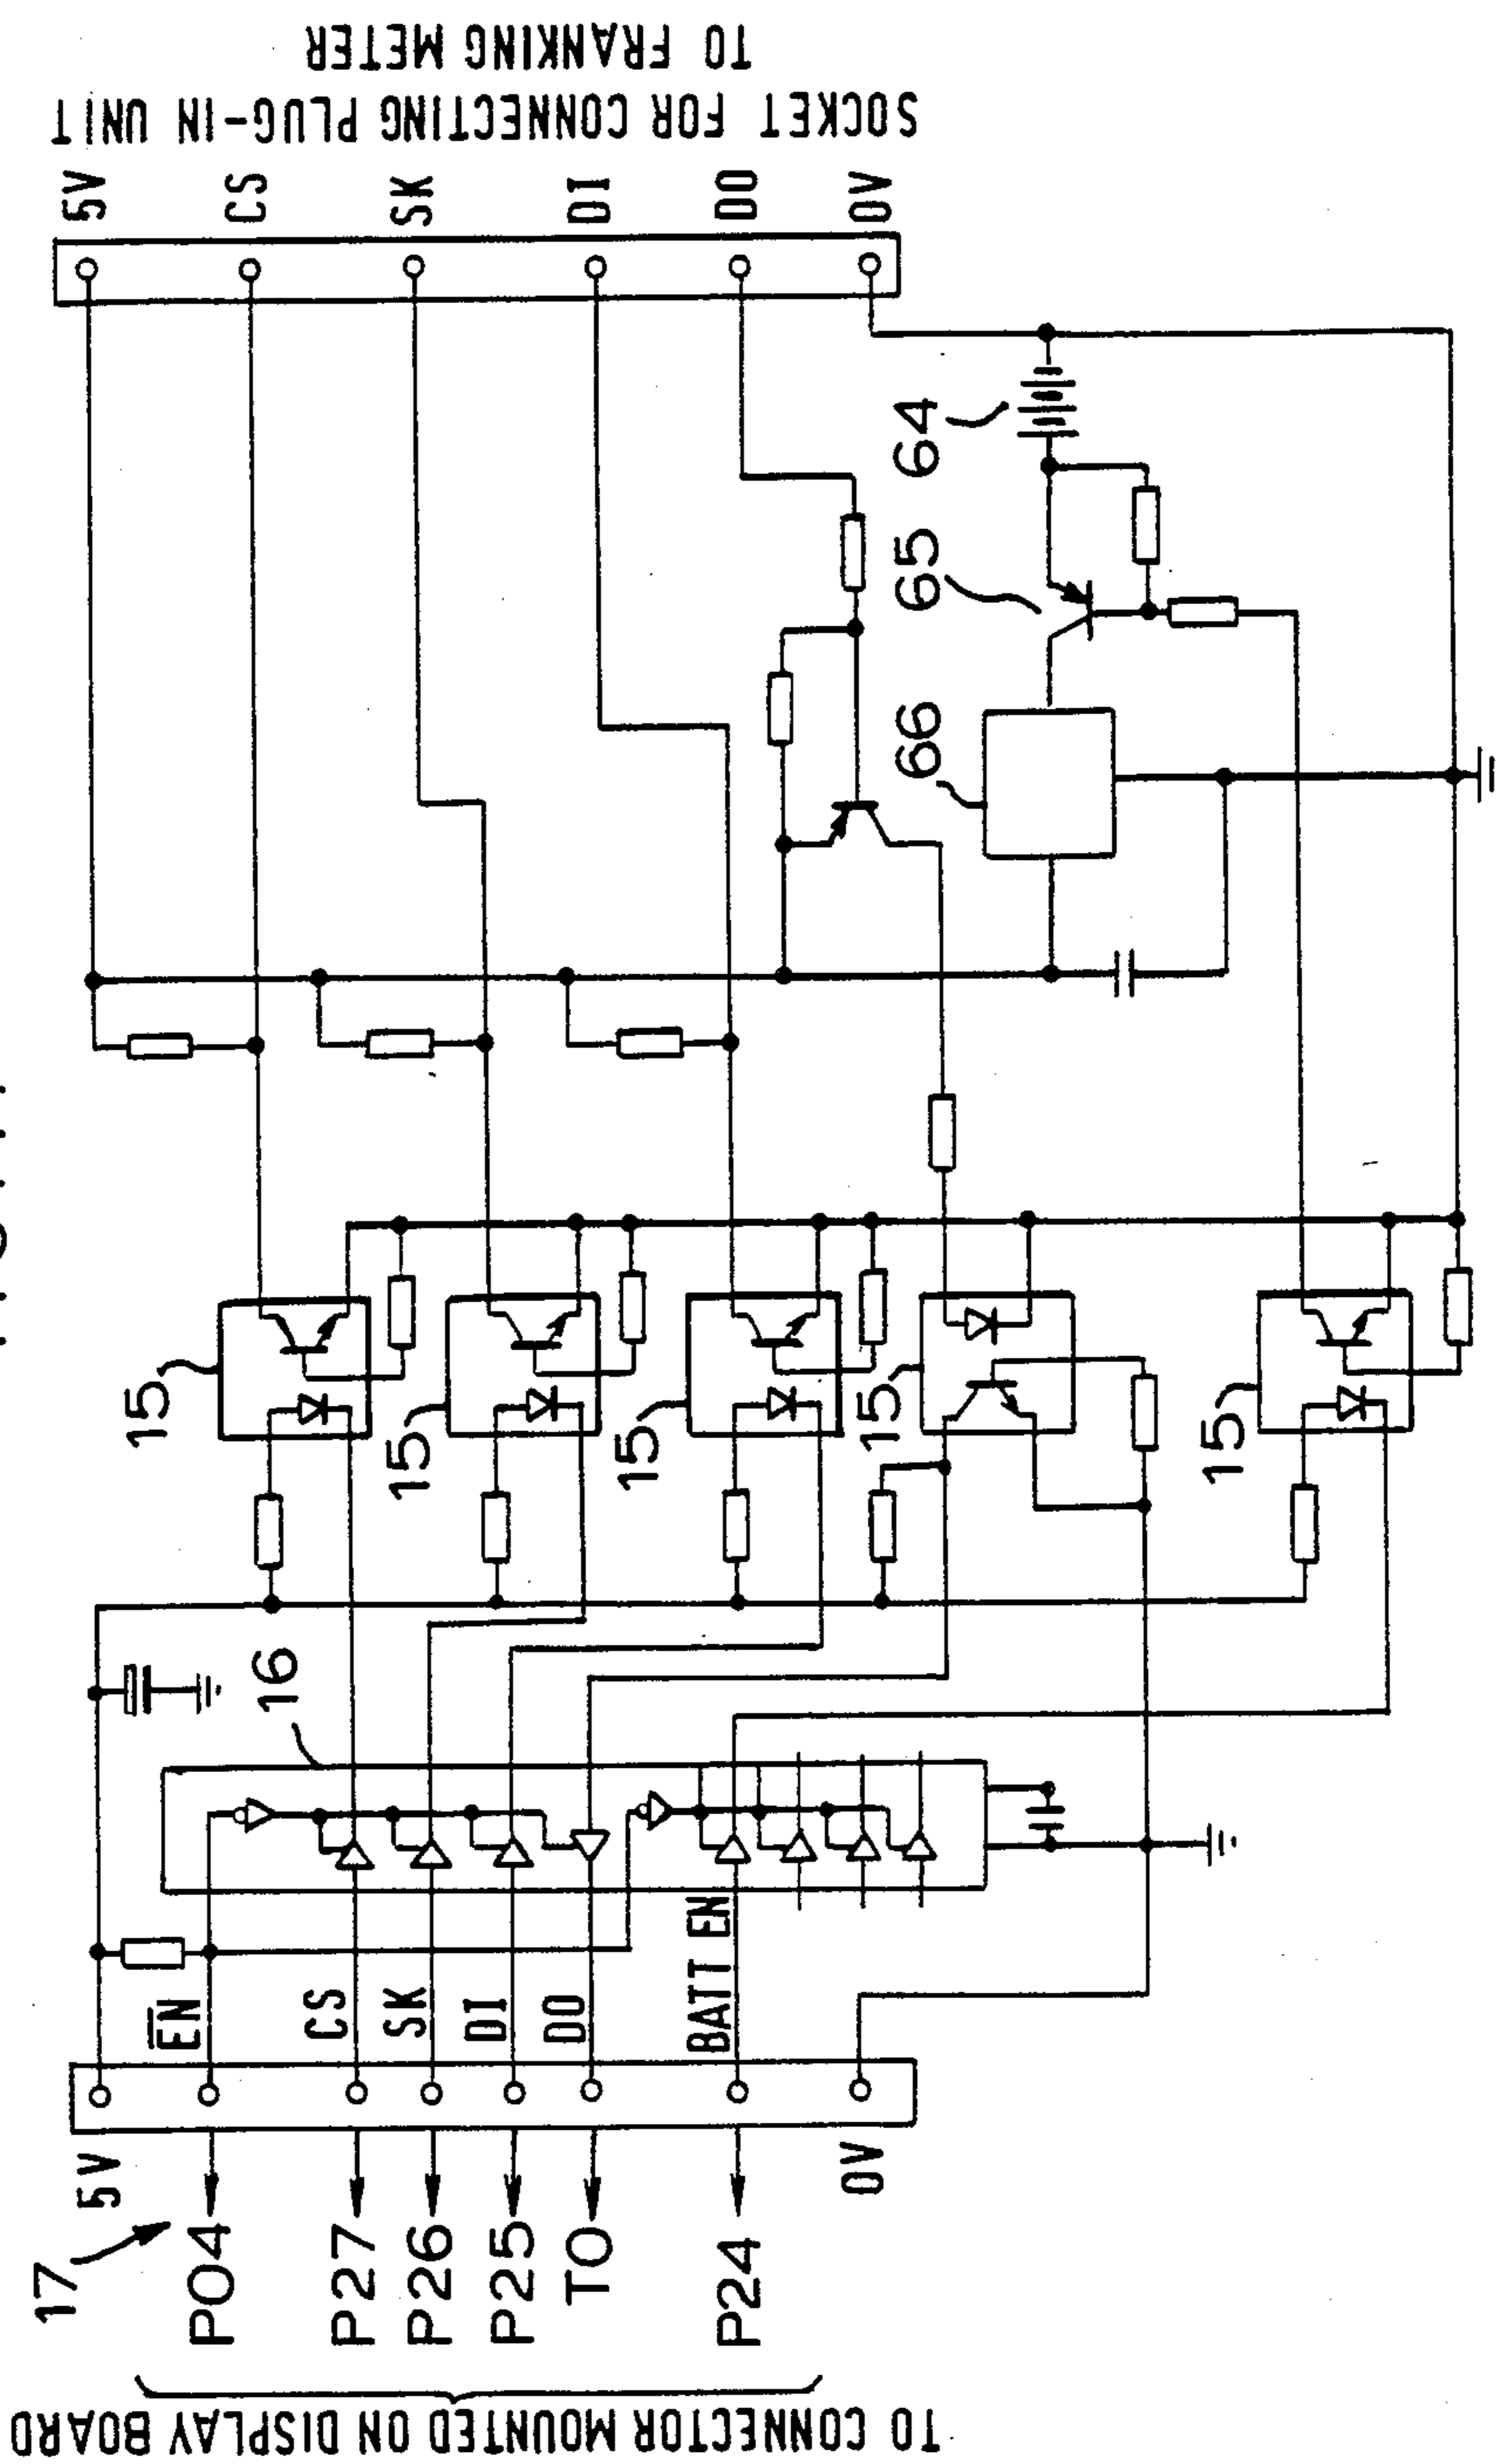 17
5V
EN
P04
CS
P27
SK
P26
DI
P25
DO
T0
BATT EN
P24
0V
TO CONNECTOR MOUNTED ON DISPLAY BOARD
16
15
15
15
15
15
66
65
64
5V
CS
SK
DI
DO
0V
SOCKET FOR CONNECTING PLUG-IN UNIT
TO FRANKING METER